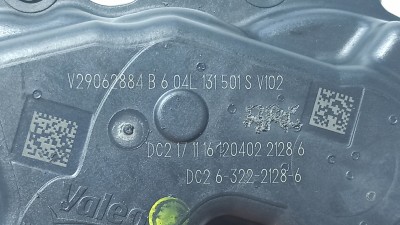 V29062884 B 6 04L 131 501 S V102
DC2 17 11 16 120402 2128 6
DC2 6-322-2128-6
Valeo